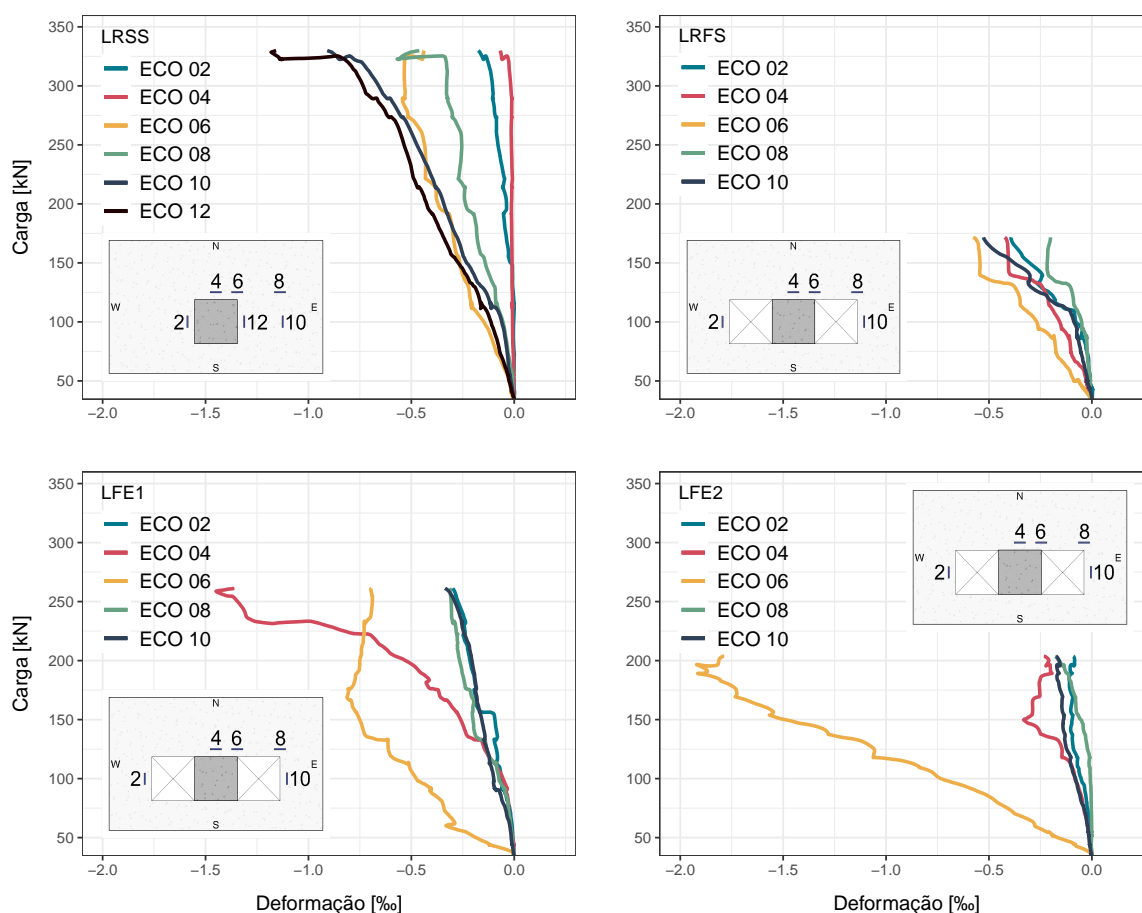 LRSS
ECO 02
ECO 04
ECO 06
ECO 08
ECO 10
ECO 12
350
300
250
200
150
100
50
Carga [kN]
N
4 6 8
W 2 12 10 E
S
−2.0 −1.5 −1.0 −0.5 0.0
LRFS
ECO 02
ECO 04
ECO 06
ECO 08
ECO 10
350
300
250
200
150
100
50
N
4 6 8
W 2 10 E
S
−2.0 −1.5 −1.0 −0.5 0.0
LFE1
ECO 02
ECO 04
ECO 06
ECO 08
ECO 10
350
300
250
200
150
100
50
Carga [kN]
N
4 6 8
W 2 10 E
S
−2.0 −1.5 −1.0 −0.5 0.0
Deformação [‰]
LFE2
ECO 02
ECO 04
ECO 06
ECO 08
ECO 10
350
300
250
200
150
100
50
N
4 6 8
W 2 10 E
S
−2.0 −1.5 −1.0 −0.5 0.0
Deformação [‰]